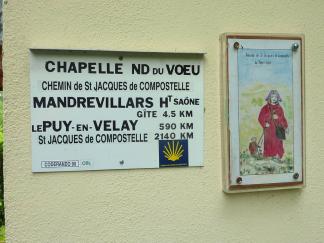 CHAPELLE ND DU VOEU
CHEMIN DE St JACQUES DE COMPOSTELLE
MANDREVILLARS HT SAÔNE
GÎTE 4.5 KM
LE PUY-EN-VELAY 590 KM
St JACQUES DE COMPOSTELLE 2140 KM